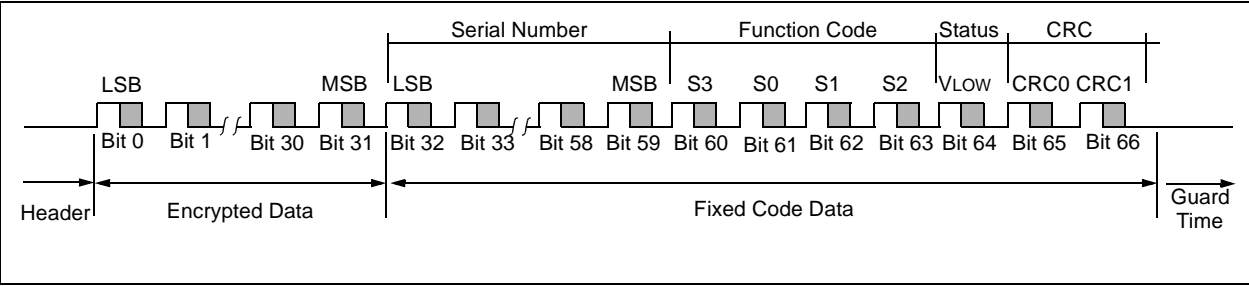 Serial Number Function Code Status CRC
LSB MSB LSB MSB S3 S0 S1 S2 VLOW CRC0 CRC1
Bit 0 Bit 1 Bit 30 Bit 31 Bit 32 Bit 33 Bit 58 Bit 59 Bit 60 Bit 61 Bit 62 Bit 63 Bit 64 Bit 65 Bit 66
Header Encrypted Data Fixed Code Data Guard
Time